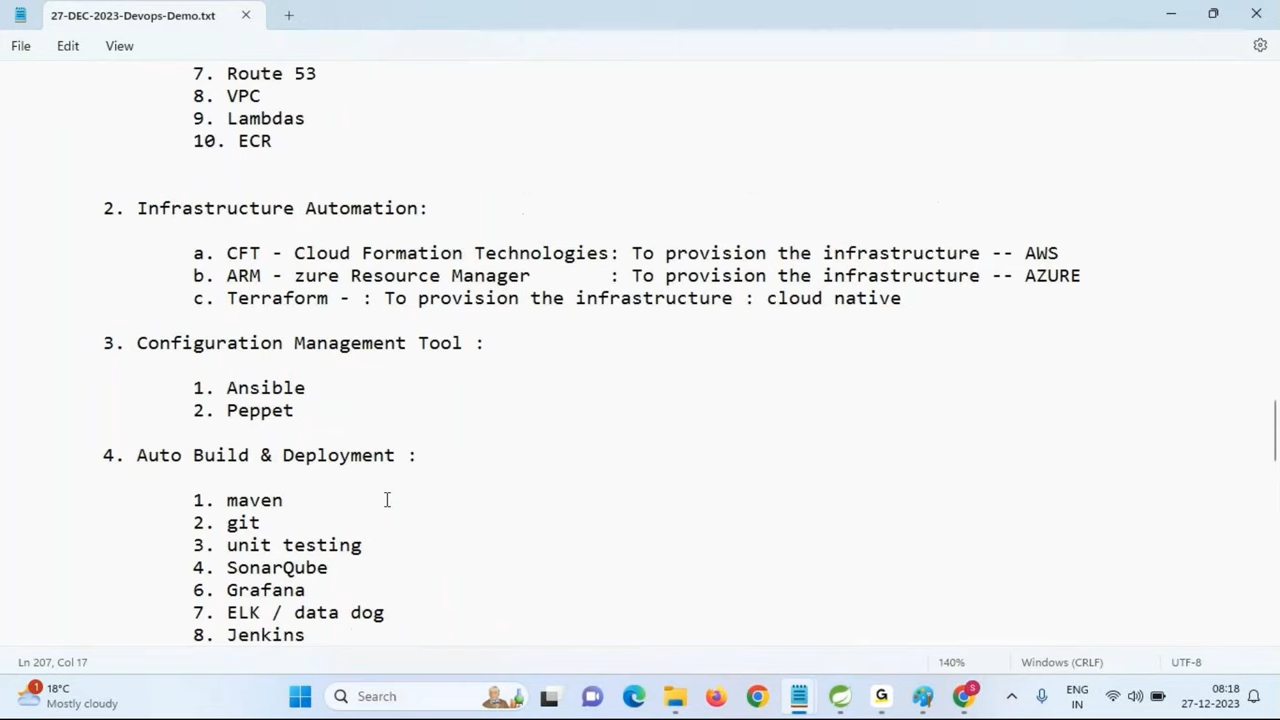 27-DEC-2023-Devops-Demo.txt
File Edit View
7. Route 53
8. VPC
9. Lambdas
10. ECR
2. Infrastructure Automation:
a. CFT - Cloud Formation Technologies: To provision the infrastructure -- AWS
b. ARM - zure Resource Manager : To provision the infrastructure -- AZURE
c. Terraform - : To provision the infrastructure : cloud native
3. Configuration Management Tool :
1. Ansible
2. Peppet
4. Auto Build & Deployment :
1. maven
2. git
3. unit testing
4. SonarQube
6. Grafana
7. ELK / data dog
8. Jenkins
Ln 207, Col 17 140% Windows (CRLF) UTF-8
1 18°C Search G S ENG 08:18
Mostly cloudy IN 27-12-2023